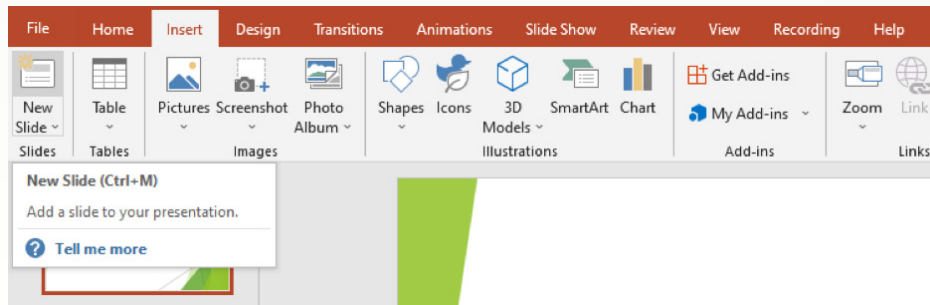 File Home Insert Design Transitions Animations Slide Show Review View Recording Help
New Slide
Table
Pictures
Screenshot
Photo Album
Shapes
Icons
3D Models
SmartArt
Chart
Get Add-ins
My Add-ins
Zoom
Link
Slides Tables Images Illustrations Add-ins Links
New Slide (Ctrl+M)
Add a slide to your presentation.
? Tell me more